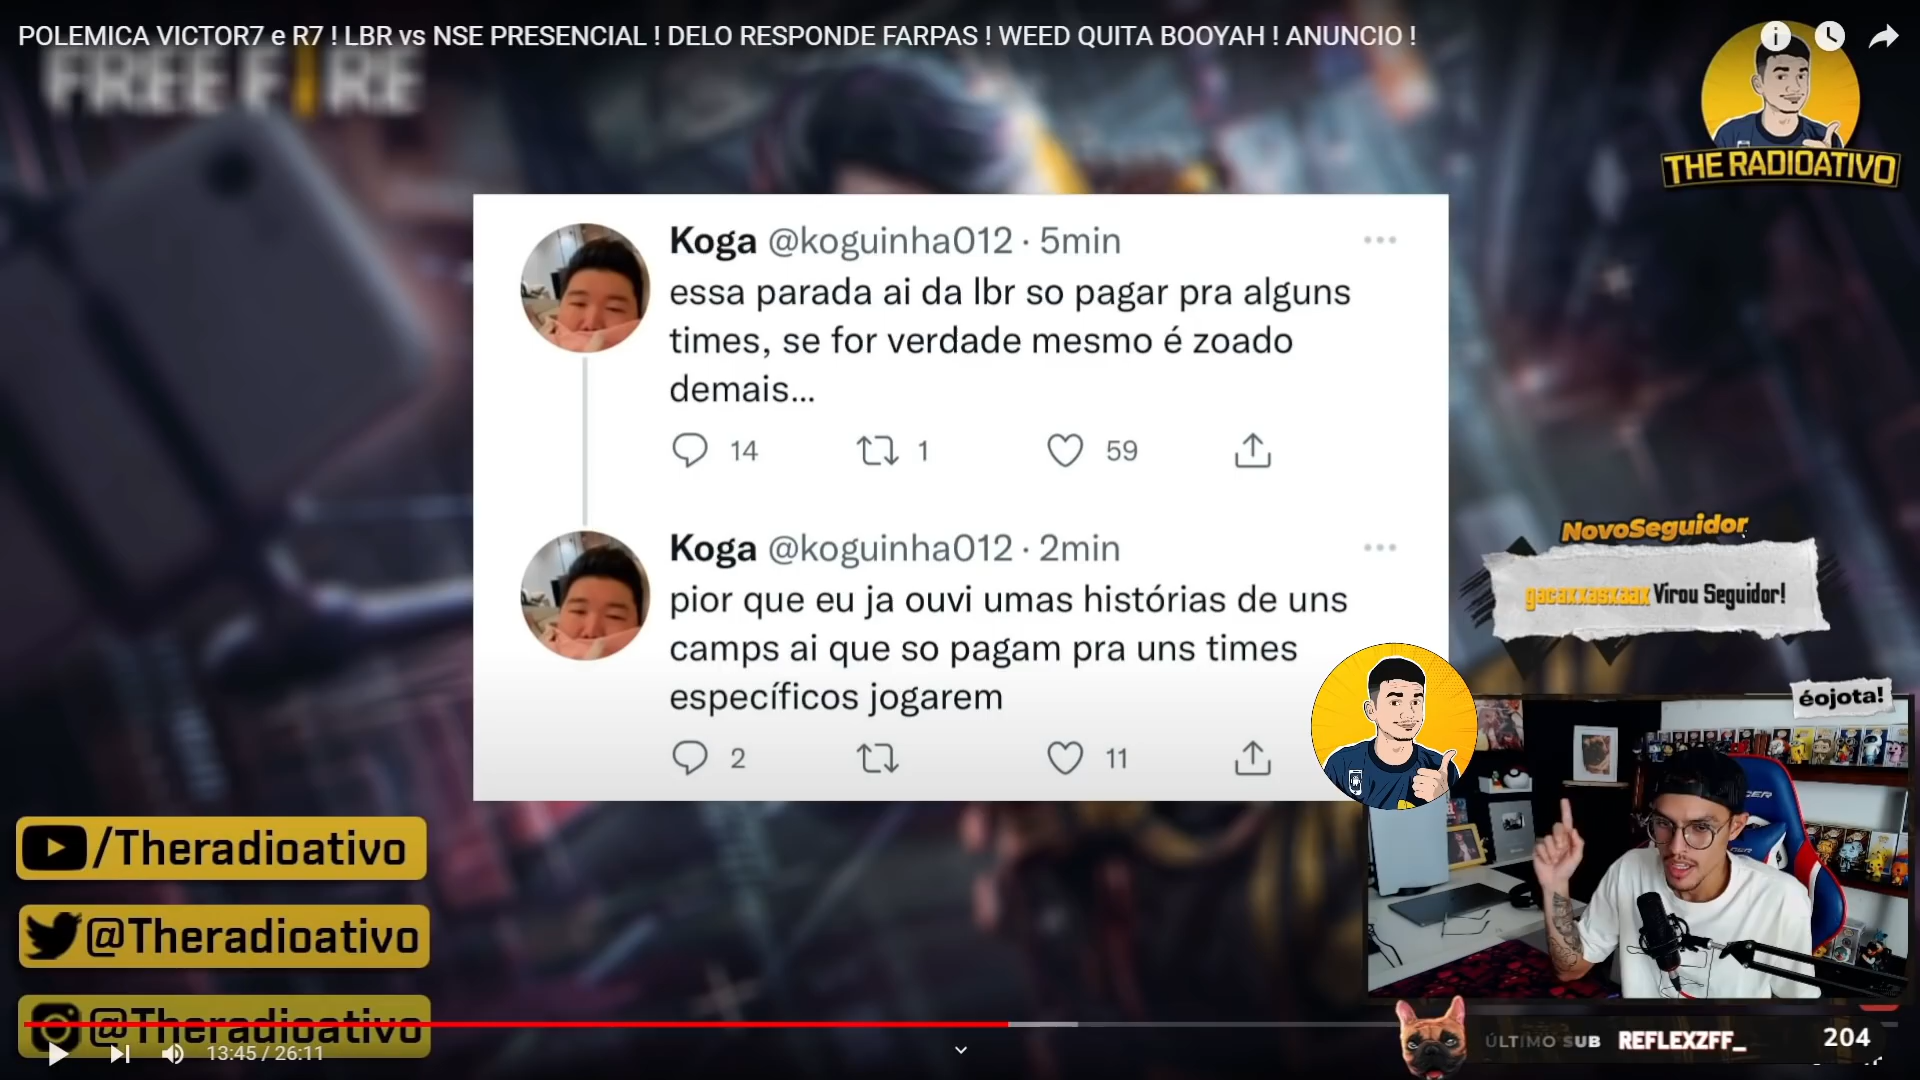 POLEMICA VICTOR7 e R7 ! LBR vs NSE PRESENCIAL ! DELO RESPONDE FARPAS ! WEED QUITA BOOYAH ! ANUNCIO !
FREE FIRE
THE RADIOATIVO
Koga @koguinha012 · 5min
essa parada ai da lbr so pagar pra alguns
times, se for verdade mesmo é zoado
demais...
14 1 59
Koga @koguinha012 · 2min
pior que eu ja ouvi umas histórias de uns
camps ai que so pagam pra uns times
específicos jogarem
2 11
NovoSeguidor
gacaxxasxaax Virou Seguidor!
éojota!
/Theradioativo
@Theradioativo
@Theradioativo
13:45 / 26:11
ÚLTIMO SUB REFLEXZFF_ 204